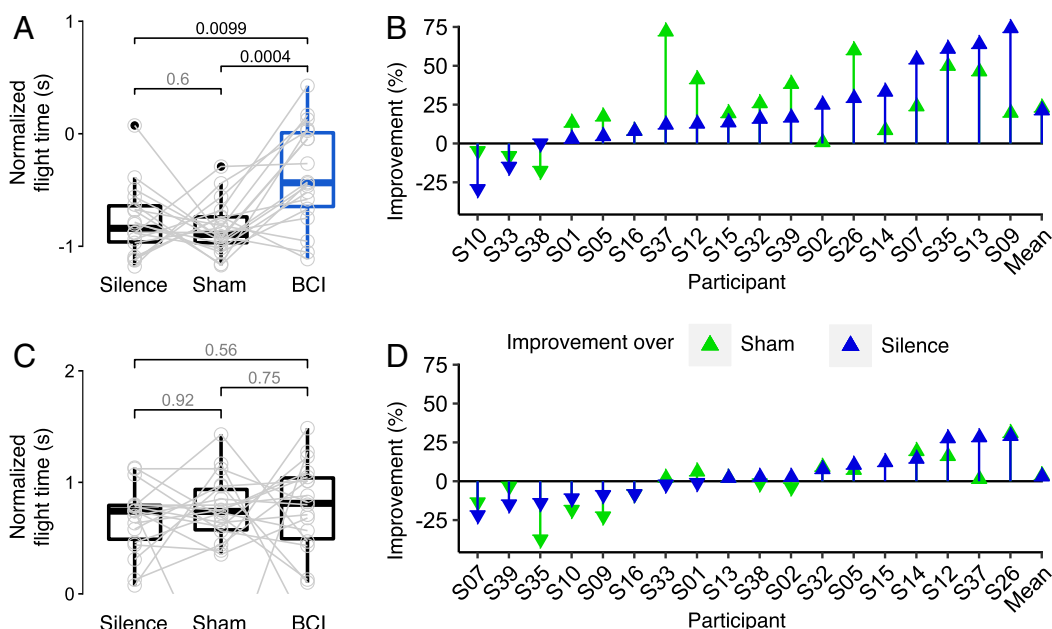 A
Normalized
flight time (s)
1
0
-1
0.0099
0.0004
0.6
Silence Sham BCI
B
Improvement (%)
75
50
25
0
-25
S10 S33 S38 S01 S05 S16 S37 S12 S15 S32 S39 S02 S26 S14 S07 S35 S13 S09 Mean
Participant
C
Normalized
flight time (s)
2
1
0
0.56
0.75
0.92
Silence Sham BCI
D
Improvement over Sham Silence
Improvement (%)
75
50
25
0
-25
S07 S39 S35 S10 S09 S16 S33 S01 S13 S38 S02 S32 S05 S15 S14 S12 S37 S26 Mean
Participant